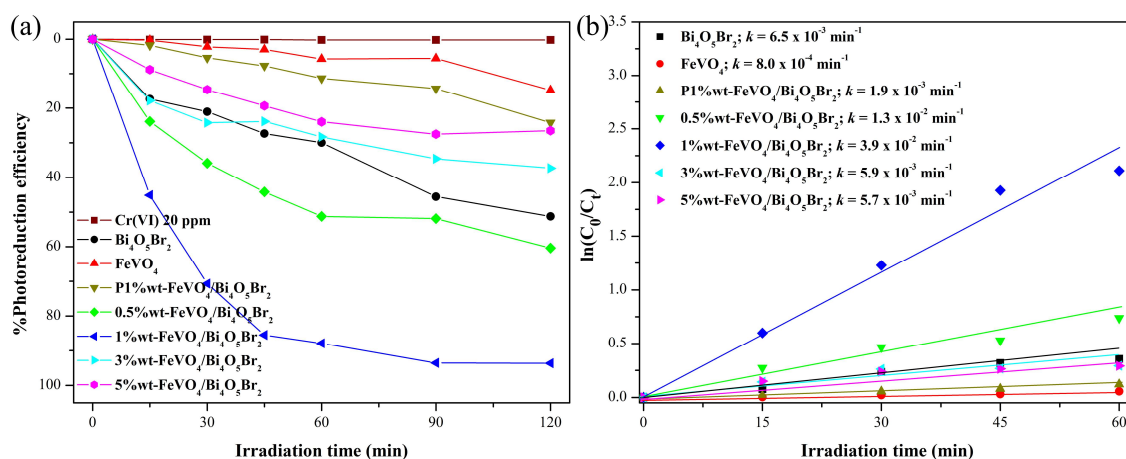 (a)
%Photoreduction efficiency
0
20
40
60
80
100
Cr(VI) 20 ppm
Bi₄O₅Br₂
FeVO₄
P1%wt-FeVO₄/Bi₄O₅Br₂
0.5%wt-FeVO₄/Bi₄O₅Br₂
1%wt-FeVO₄/Bi₄O₅Br₂
3%wt-FeVO₄/Bi₄O₅Br₂
5%wt-FeVO₄/Bi₄O₅Br₂
0 30 60 90 120
Irradiation time (min)
(b)
ln(C₀/Cₜ)
3.5
3.0
2.5
2.0
1.5
1.0
0.5
0.0
Bi₄O₅Br₂; k = 6.5 x 10⁻³ min⁻¹
FeVO₄; k = 8.0 x 10⁻⁴ min⁻¹
P1%wt-FeVO₄/Bi₄O₅Br₂; k = 1.9 x 10⁻³ min⁻¹
0.5%wt-FeVO₄/Bi₄O₅Br₂; k = 1.3 x 10⁻² min⁻¹
1%wt-FeVO₄/Bi₄O₅Br₂; k = 3.9 x 10⁻² min⁻¹
3%wt-FeVO₄/Bi₄O₅Br₂; k = 5.9 x 10⁻³ min⁻¹
5%wt-FeVO₄/Bi₄O₅Br₂; k = 5.7 x 10⁻³ min⁻¹
0 15 30 45 60
Irradiation time (min)